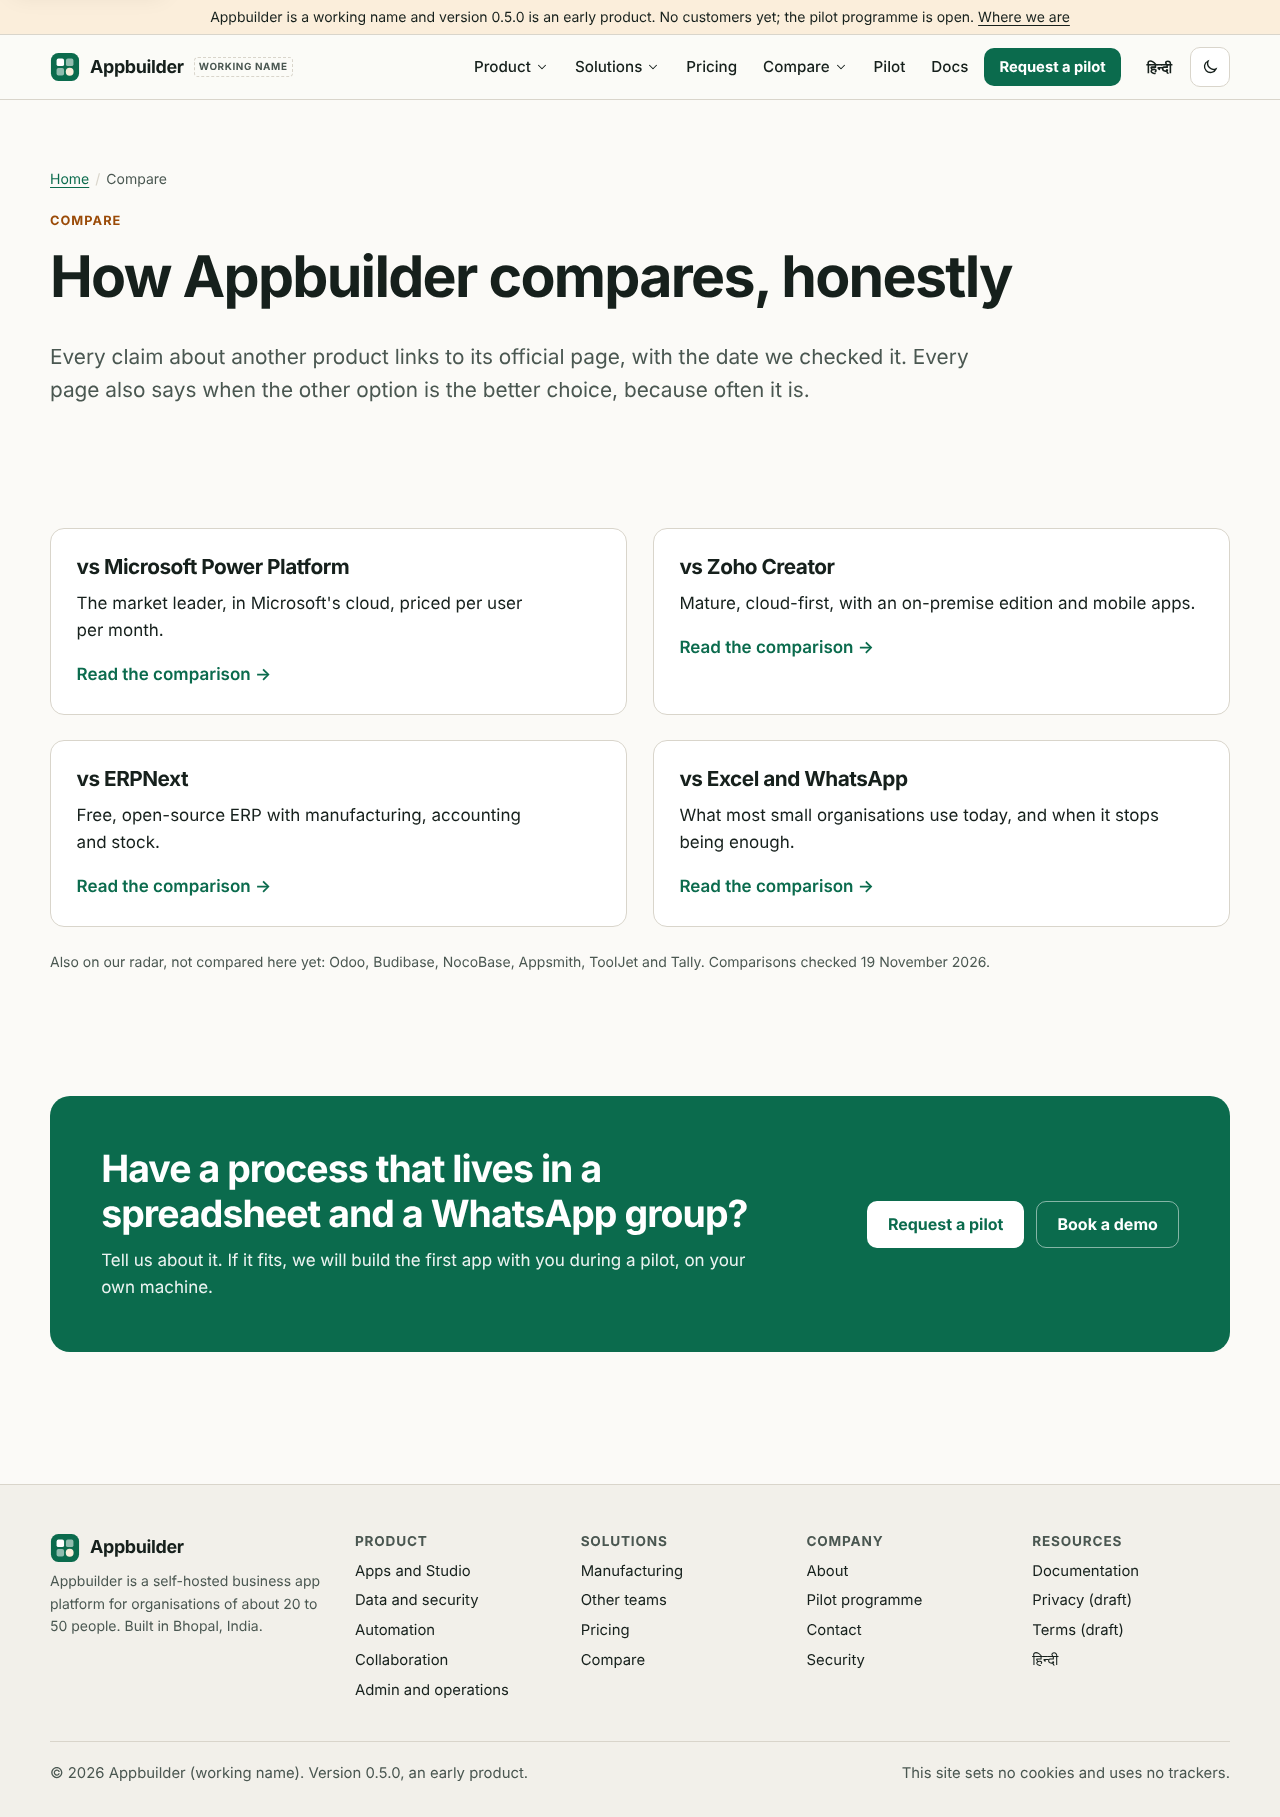 Appbuilder is a working name and version 0.5.0 is an early product. No customers yet; the pilot programme is open. Where we are
Appbuilder WORKING NAME Product Solutions Pricing Compare Pilot Docs Request a pilot हिन्दी
Home / Compare
COMPARE
How Appbuilder compares, honestly
Every claim about another product links to its official page, with the date we checked it. Every
page also says when the other option is the better choice, because often it is.
vs Microsoft Power Platform
The market leader, in Microsoft's cloud, priced per user
per month.
Read the comparison →
vs Zoho Creator
Mature, cloud-first, with an on-premise edition and mobile apps.
Read the comparison →
vs ERPNext
Free, open-source ERP with manufacturing, accounting
and stock.
Read the comparison →
vs Excel and WhatsApp
What most small organisations use today, and when it stops
being enough.
Read the comparison →
Also on our radar, not compared here yet: Odoo, Budibase, NocoBase, Appsmith, ToolJet and Tally. Comparisons checked 19 November 2026.
Have a process that lives in a
spreadsheet and a WhatsApp group?
Tell us about it. If it fits, we will build the first app with you during a pilot, on your
own machine.
Request a pilot Book a demo
Appbuilder
Appbuilder is a self-hosted business app
platform for organisations of about 20 to
50 people. Built in Bhopal, India.
PRODUCT
Apps and Studio
Data and security
Automation
Collaboration
Admin and operations
SOLUTIONS
Manufacturing
Other teams
Pricing
Compare
COMPANY
About
Pilot programme
Contact
Security
RESOURCES
Documentation
Privacy (draft)
Terms (draft)
हिन्दी
© 2026 Appbuilder (working name). Version 0.5.0, an early product.
This site sets no cookies and uses no trackers.